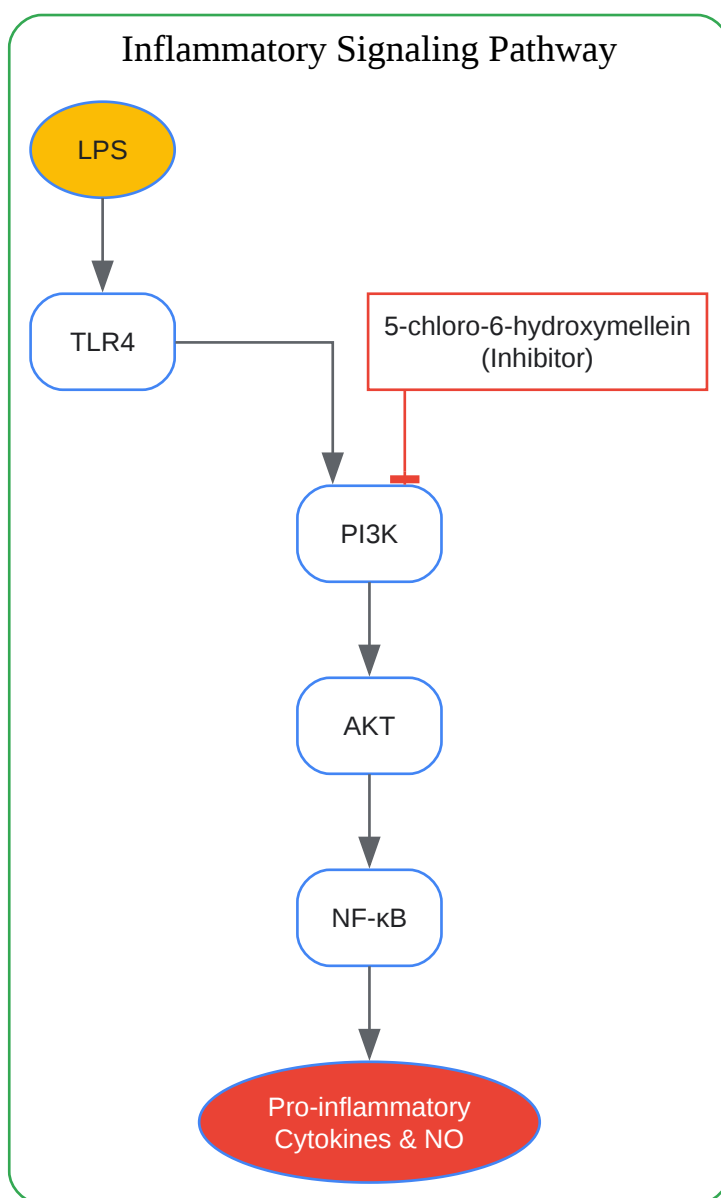 Inflammatory Signaling Pathway
LPS
TLR4
5-chloro-6-hydroxymellein
(Inhibitor)
PI3K
AKT
NF-κB
Pro-inflammatory
Cytokines & NO